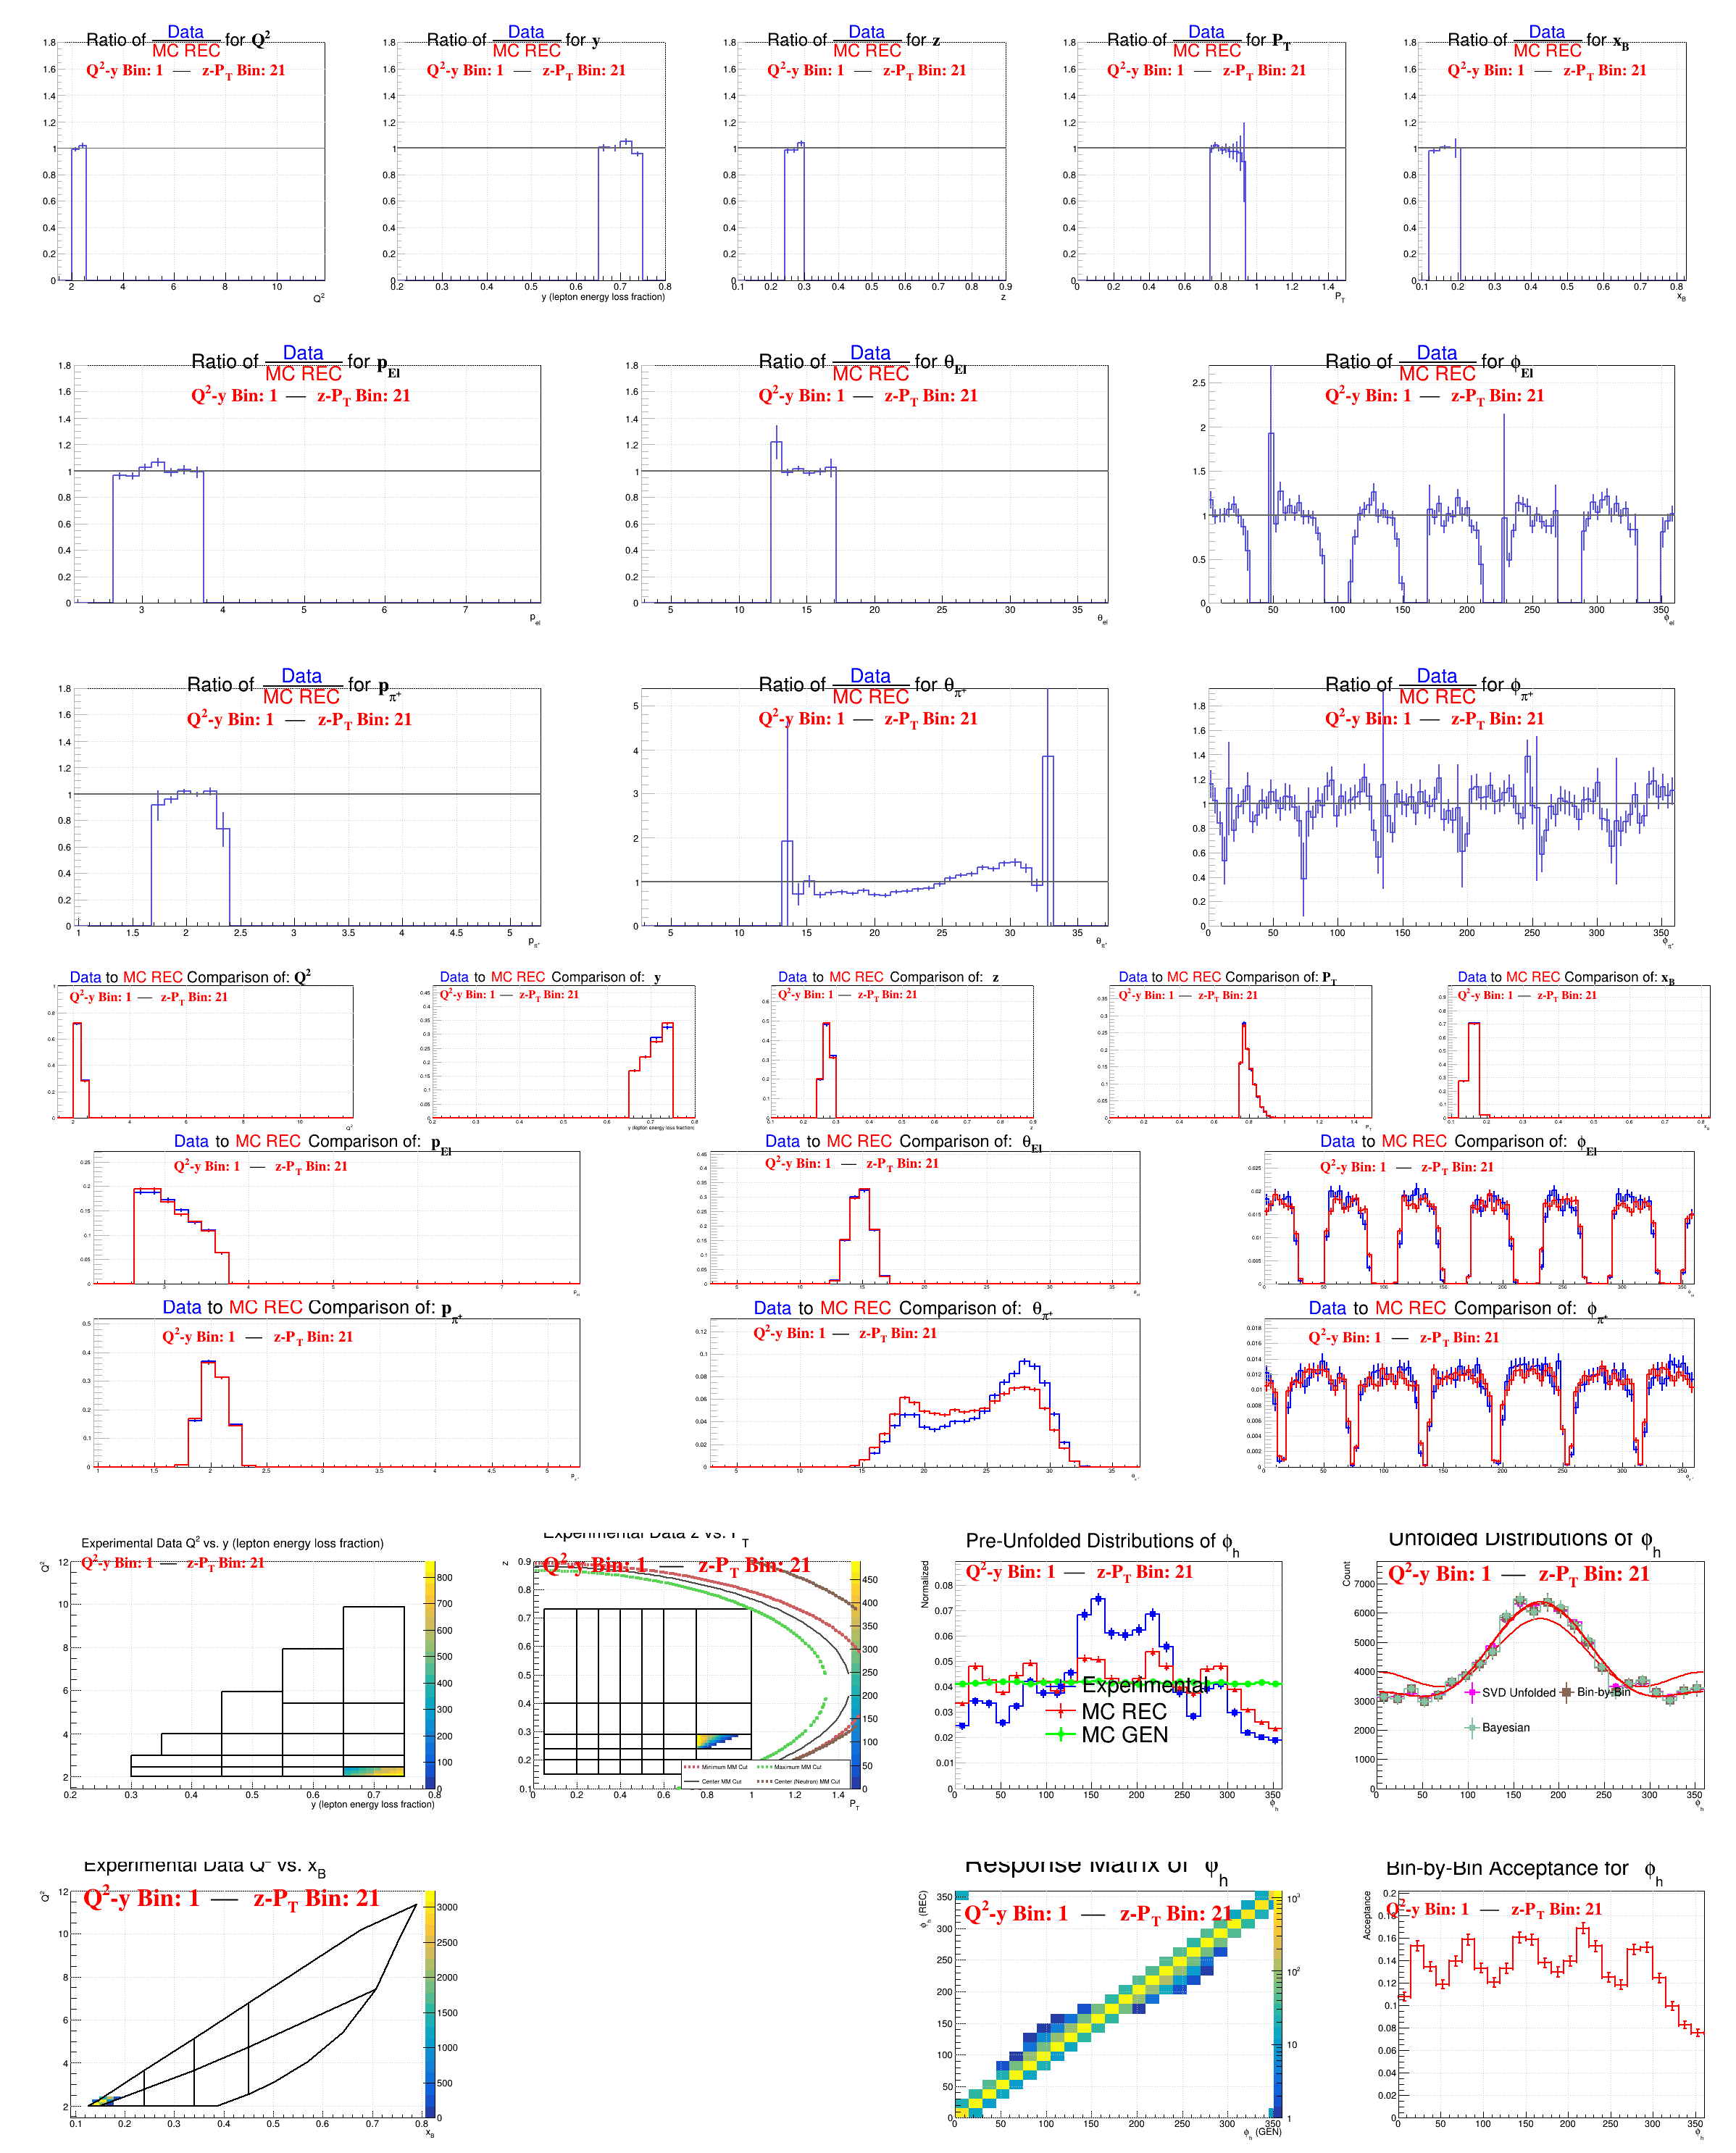 Ratio of Data/MC REC for Q²
Q²-y Bin: 1 — z-P_T Bin: 21
Q²
Ratio of Data/MC REC for y
Q²-y Bin: 1 — z-P_T Bin: 21
y (lepton energy loss fraction)
Ratio of Data/MC REC for z
Q²-y Bin: 1 — z-P_T Bin: 21
z
Ratio of Data/MC REC for P_T
Q²-y Bin: 1 — z-P_T Bin: 21
P_T
Ratio of Data/MC REC for x_B
Q²-y Bin: 1 — z-P_T Bin: 21
x_B
Ratio of Data/MC REC for p_El
Q²-y Bin: 1 — z-P_T Bin: 21
p_el
Ratio of Data/MC REC for θ_El
Q²-y Bin: 1 — z-P_T Bin: 21
θ_el
Ratio of Data/MC REC for ϕ_El
Q²-y Bin: 1 — z-P_T Bin: 21
ϕ_el
Ratio of Data/MC REC for p_π⁺
Q²-y Bin: 1 — z-P_T Bin: 21
p_π⁺
Ratio of Data/MC REC for θ_π⁺
Q²-y Bin: 1 — z-P_T Bin: 21
θ_π⁺
Ratio of Data/MC REC for ϕ_π⁺
Q²-y Bin: 1 — z-P_T Bin: 21
ϕ_π⁺
Data to MC REC Comparison of: Q²
Q²-y Bin: 1 — z-P_T Bin: 21
Data to MC REC Comparison of: y
Q²-y Bin: 1 — z-P_T Bin: 21
y (lepton energy loss fraction)
Data to MC REC Comparison of: z
Q²-y Bin: 1 — z-P_T Bin: 21
Data to MC REC Comparison of: P_T
Q²-y Bin: 1 — z-P_T Bin: 21
Data to MC REC Comparison of: x_B
Q²-y Bin: 1 — z-P_T Bin: 21
Data to MC REC Comparison of: p_El
Q²-y Bin: 1 — z-P_T Bin: 21
Data to MC REC Comparison of: θ_El
Q²-y Bin: 1 — z-P_T Bin: 21
Data to MC REC Comparison of: ϕ_El
Q²-y Bin: 1 — z-P_T Bin: 21
Data to MC REC Comparison of: p_π⁺
Q²-y Bin: 1 — z-P_T Bin: 21
Data to MC REC Comparison of: θ_π⁺
Q²-y Bin: 1 — z-P_T Bin: 21
Data to MC REC Comparison of: ϕ_π⁺
Q²-y Bin: 1 — z-P_T Bin: 21
Experimental Data Q² vs. y (lepton energy loss fraction)
Q²-y Bin: 1 — z-P_T Bin: 21
Q²
y (lepton energy loss fraction)
Experimental Data z vs. P_T
Q²-y Bin: 1 — z-P_T Bin: 21
z
Minimum MM Cut
Maximum MM Cut
Center MM Cut
Center (Neutron) MM Cut
P_T
Pre-Unfolded Distributions of ϕ_h
Q²-y Bin: 1 — z-P_T Bin: 21
Normalized
Experimental
MC REC
MC GEN
ϕ_h
Unfolded Distributions of ϕ_h
Q²-y Bin: 1 — z-P_T Bin: 21
Count
SVD Unfolded
Bin-by-Bin
Bayesian
ϕ_h
Experimental Data Q² vs. x_B
Q²-y Bin: 1 — z-P_T Bin: 21
Q²
x_B
Response Matrix of ϕ_h
Q²-y Bin: 1 — z-P_T Bin: 21
ϕ_h (REC)
ϕ_h (GEN)
Bin-by-Bin Acceptance for ϕ_h
Q²-y Bin: 1 — z-P_T Bin: 21
Acceptance
ϕ_h